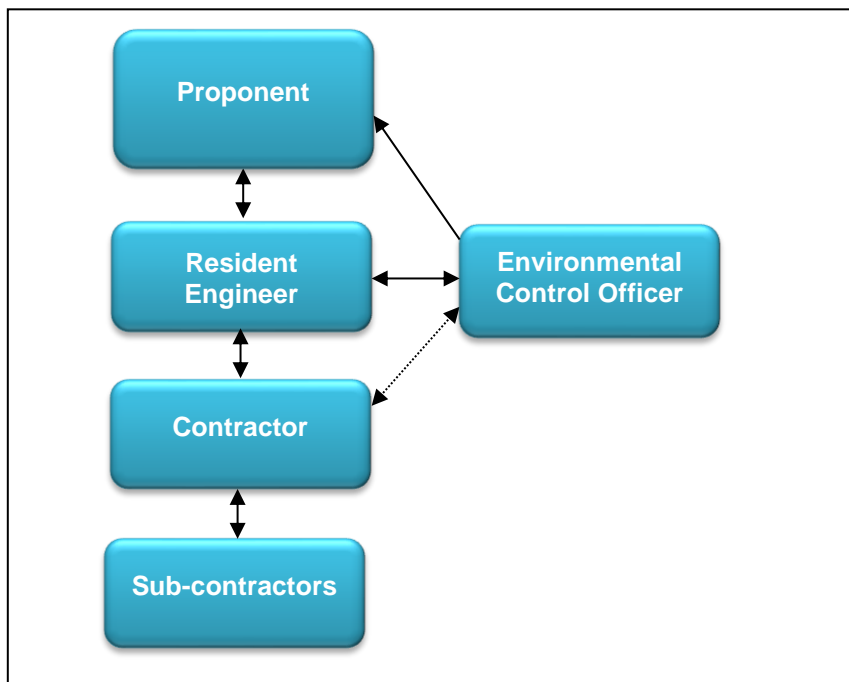 Proponent
Resident
Engineer
Environmental
Control Officer
Contractor
Sub-contractors